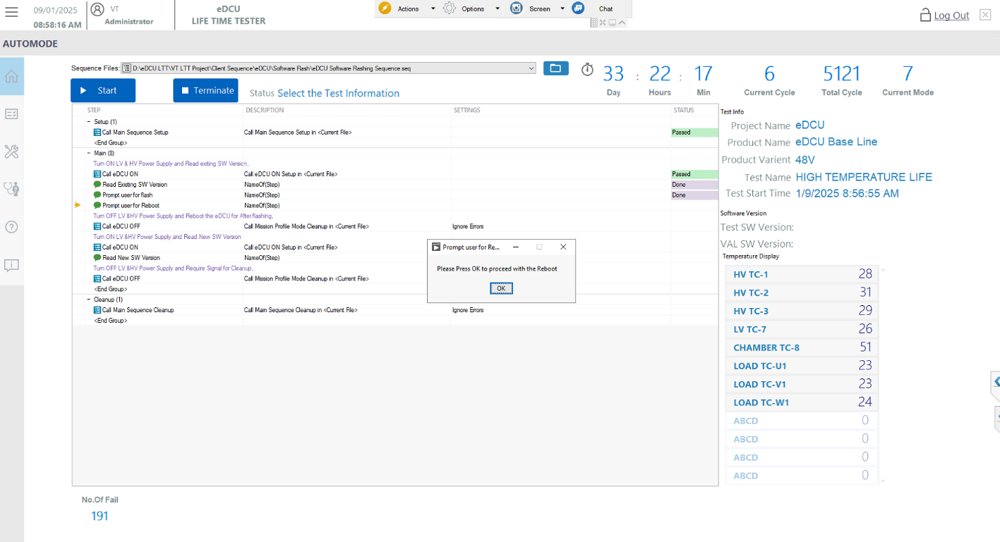 09/01/2025
08:58:16 AM
VT
Administrator
eDCU
LIFE TIME TESTER
Actions
Options
Screen
Chat
Log Out
AUTOMODE
Sequence Files: D:\eDCU LTT\VT LTT Project\Client Sequence\eDCU\Software Flash\eDCU Software Flashing Sequence.seq
Start
Terminate
Status Select the Test Information
33 : 22 : 17
Day Hours Min
6
Current Cycle
5121
Total Cycle
7
Current Mode
STEP DESCRIPTION SETTINGS STATUS
Setup (1)
Call Main Sequence Setup Call Main Sequence Setup in <Current File> Passed
<End Group>
Main (8)
Turn ON LV & HV Power Supply and Read exiting SW Version,
Call eDCU ON Call eDCU ON Setup in <Current File> Passed
Read Existing SW Version NameOf(Step) Done
Prompt user for flash NameOf(Step) Done
Prompt user for Reboot NameOf(Step)
Turn OFF LV &HV Power Supply and Reboot the eDCU for After flashing,
Call eDCU OFF Call Mission Profile Mode Cleanup in <Current File> Ignore Errors
Turn ON LV &HV Power Supply and Read New SW Version
Call eDCU ON Call eDCU ON Setup in <Current File>
Read New SW Version NameOf(Step)
Turn OFF LV &HV Power Supply and Require Signal for Cleanup,
Call eDCU OFF Call Mission Profile Mode Cleanup in <Current File>
<End Group>
Cleanup (1)
Call Main Sequence Cleanup Call Main Sequence Cleanup in <Current File> Ignore Errors
<End Group>
Prompt user for Re...
Please Press OK to proceed with the Reboot
OK
Test Info
Project Name eDCU
Product Name eDCU Base Line
Product Varient 48V
Test Name HIGH TEMPERATURE LIFE
Test Start Time 1/9/2025 8:56:55 AM
Software Version
Test SW Version:
VAL SW Version:
Temperature Display
HV TC-1 28
HV TC-2 31
HV TC-3 29
LV TC-7 26
CHAMBER TC-8 51
LOAD TC-U1 23
LOAD TC-V1 23
LOAD TC-W1 24
ABCD 0
ABCD 0
ABCD 0
ABCD 0
No.Of Fail
191